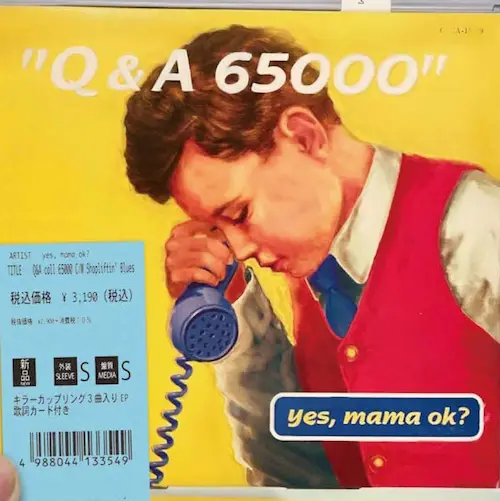 "Q & A 65000"
ARTIST yes, mama ok?
TITLE Q&A call 65000 C/W Shopliftin' Blues
税込価格 ¥ 3,190 (税込)
新品
NEW
外装
SLEEVE
S
盤質
MEDIA
S
キラーカップリング3曲入りEP
歌詞カード付き
4 988044 133549
yes, mama ok?